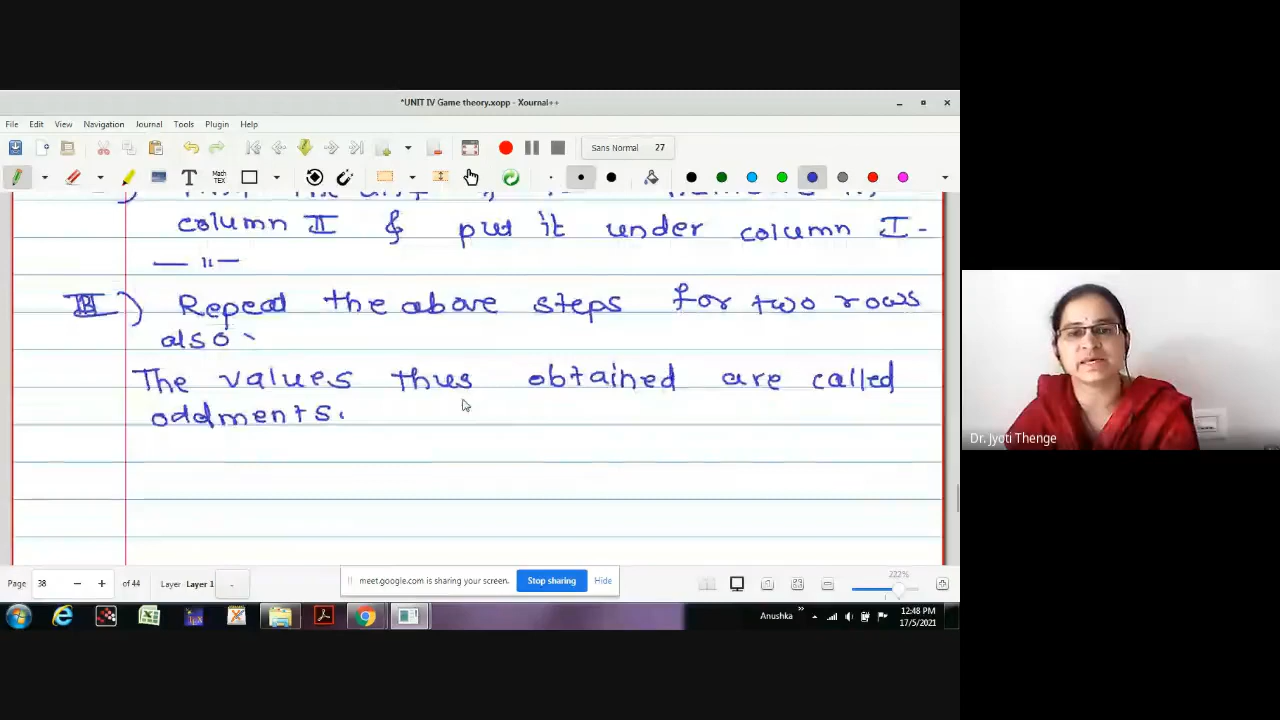 *UNIT IV Game theory.xopp - Xournal++
File Edit View Navigation Journal Tools Plugin Help
Sans Normal 27
column II & put it under column I -
— 11 —
III) Repeat the above steps for two rows
also
The values thus obtained are called
oddments.
Dr. Jyoti Thenge
Page 38 of 44 Layer Layer 1
222%
meet.google.com is sharing your screen. Stop sharing Hide
Anushka
12:48 PM
17/5/2021